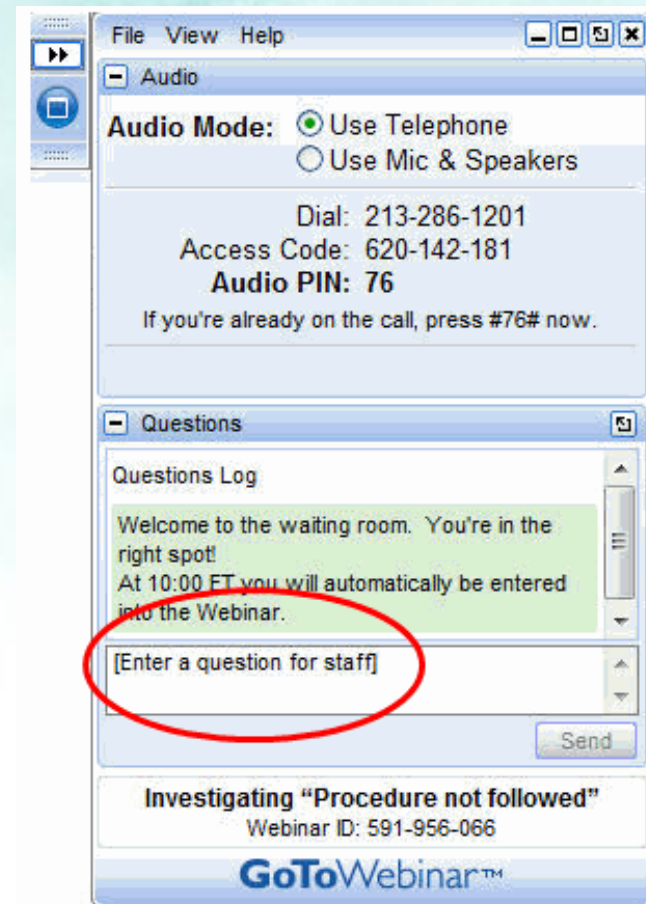 File View Help
Audio
Audio Mode: Use Telephone
Use Mic & Speakers
Dial: 213-286-1201
Access Code: 620-142-181
Audio PIN: 76
If you're already on the call, press #76# now.
Questions
Questions Log
Welcome to the waiting room. You're in the
right spot!
At 10:00 ET you will automatically be entered
into the Webinar.
[Enter a question for staff]
Send
Investigating “Procedure not followed”
Webinar ID: 591-956-066
GoToWebinar™